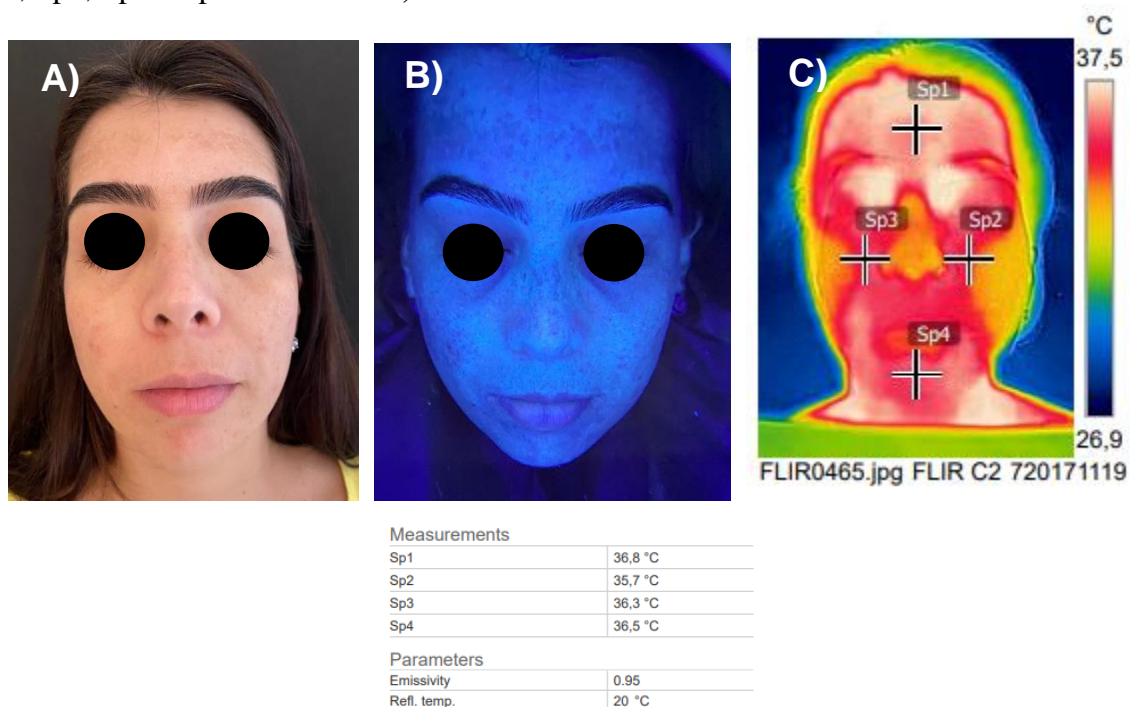 A)
B)
C)
°C
37,5
Sp1
Sp3
Sp2
Sp4
26,9
FLIR0465.jpg FLIR C2 720171119
Measurements
Sp1 36,8 °C
Sp2 35,7 °C
Sp3 36,3 °C
Sp4 36,5 °C
Parameters
Emissivity 0.95
Refl. temp. 20 °C